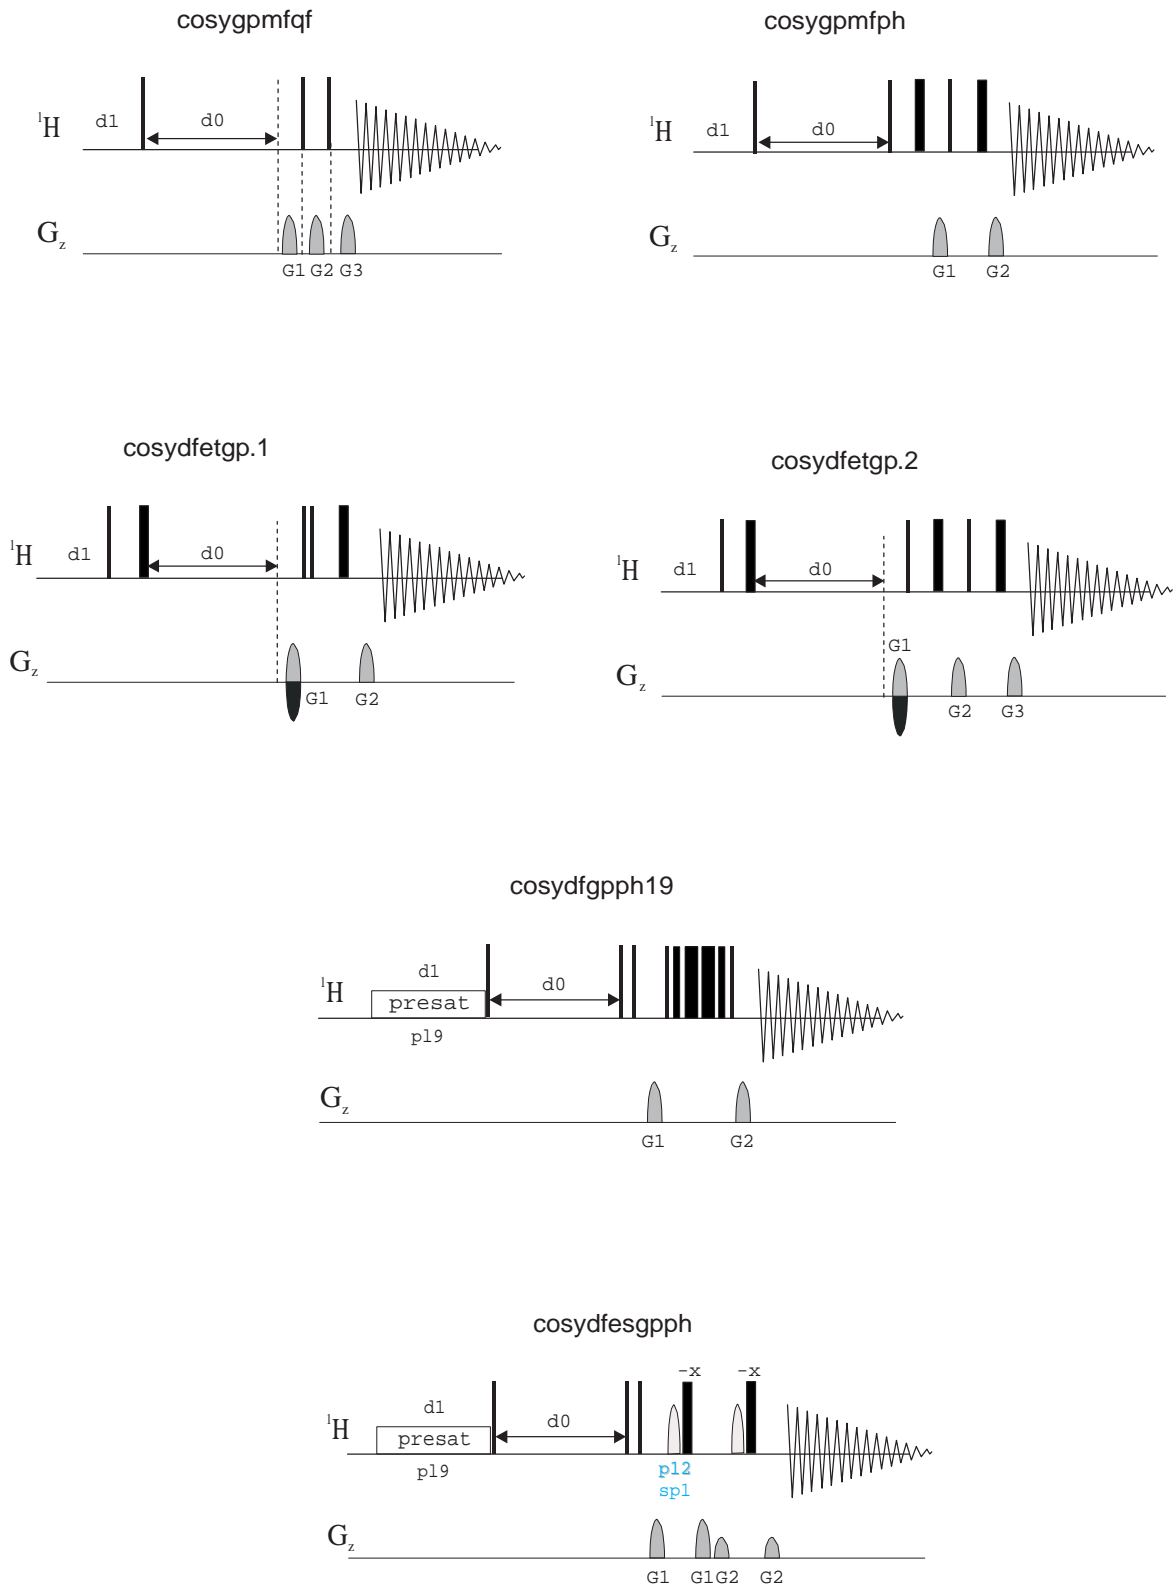 cosygpmfqf
cosygpmfph
¹H d1 d0
¹H d1 d0
Gz
G1 G2 G3
Gz
G1 G2
cosydfetgp.1
cosydfetgp.2
¹H d1 d0
¹H d1 d0
Gz
G1 G2
Gz
G1
G2 G3
cosydfgpph19
¹H
d1
presat
d0
pl9
Gz
G1 G2
cosydfesgpph
-x -x
¹H
d1
presat
d0
pl9
p12
sp1
Gz
G1 G1 G2 G2